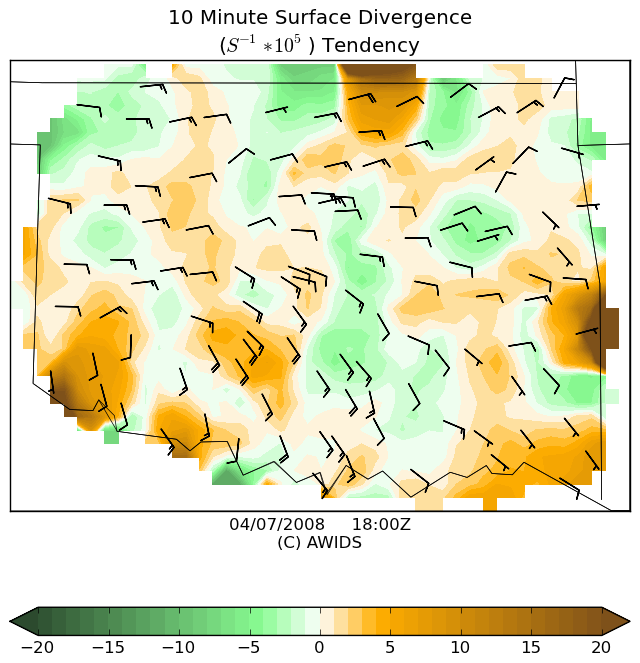 10 Minute Surface Divergence
(S⁻¹ * 10⁵ ) Tendency
04/07/2008 18:00Z
(C) AWIDS
−20 −15 −10 −5 0 5 10 15 20